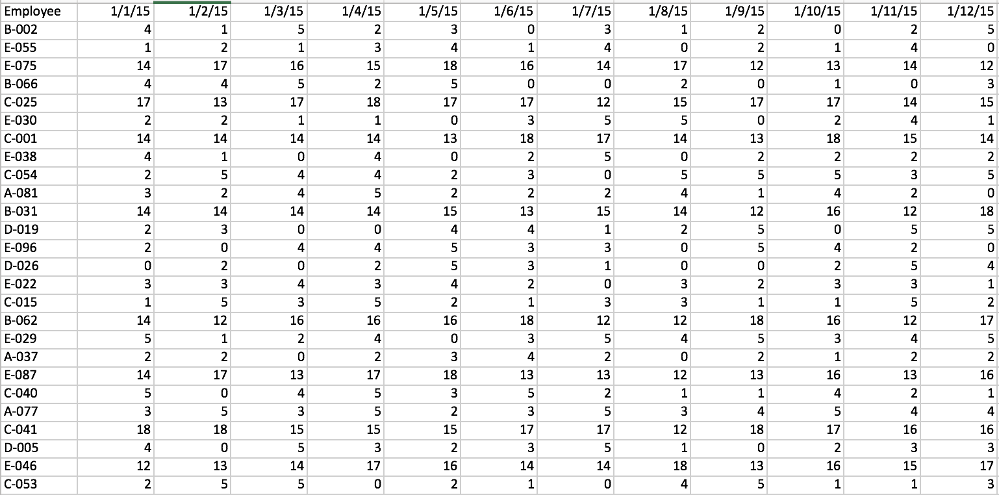 Employee 1/1/15 1/2/15 1/3/15 1/4/15 1/5/15 1/6/15 1/7/15 1/8/15 1/9/15 1/10/15 1/11/15 1/12/15
B-002 4 1 5 2 3 0 3 1 2 0 2 5
E-055 1 2 1 3 4 1 4 0 2 1 4 0
E-075 14 17 16 15 18 16 14 17 12 13 14 12
B-066 4 4 5 2 5 0 0 2 0 1 0 3
C-025 17 13 17 18 17 17 12 15 17 17 14 15
E-030 2 2 1 1 0 3 5 5 0 2 4 1
C-001 14 14 14 14 13 18 17 14 13 18 15 14
E-038 4 1 0 4 0 2 5 0 2 2 2 2
C-054 2 5 4 4 2 3 0 5 5 5 3 5
A-081 3 2 4 5 2 2 2 4 1 4 2 0
B-031 14 14 14 14 15 13 15 14 12 16 12 18
D-019 2 3 0 0 4 4 1 2 5 0 5 5
E-096 2 0 4 4 5 3 3 0 5 4 2 0
D-026 0 2 0 2 5 3 1 0 0 2 5 4
E-022 3 3 4 3 4 2 0 3 2 3 3 1
C-015 1 5 3 5 2 1 3 3 1 1 5 2
B-062 14 12 16 16 16 18 12 12 18 16 12 17
E-029 5 1 2 4 0 3 5 4 5 3 4 5
A-037 2 2 0 2 3 4 2 0 2 1 2 2
E-087 14 17 13 17 18 13 13 12 13 16 13 16
C-040 5 0 4 5 3 5 2 1 1 4 2 1
A-077 3 5 3 5 2 3 5 3 4 5 4 4
C-041 18 18 15 15 15 17 17 12 18 17 16 16
D-005 4 0 5 3 2 3 5 1 0 2 3 3
E-046 12 13 14 17 16 14 14 18 13 16 15 17
C-053 2 5 5 0 2 1 0 4 5 1 1 3